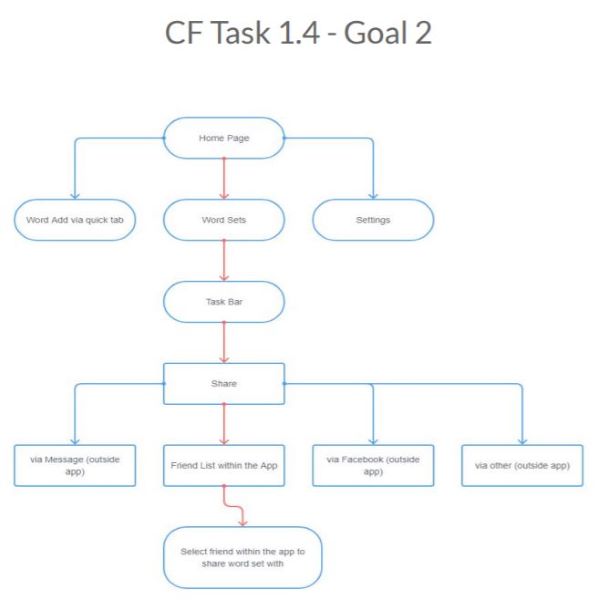 CF Task 1.4 - Goal 2
Home Page
Word Add via quick tab
Word Sets
Settings
Task Bar
Share
via Message (outside
app)
Friend List within the App
via Facebook (outside
app)
via other (outside app)
Select friend within the app to
share word set with